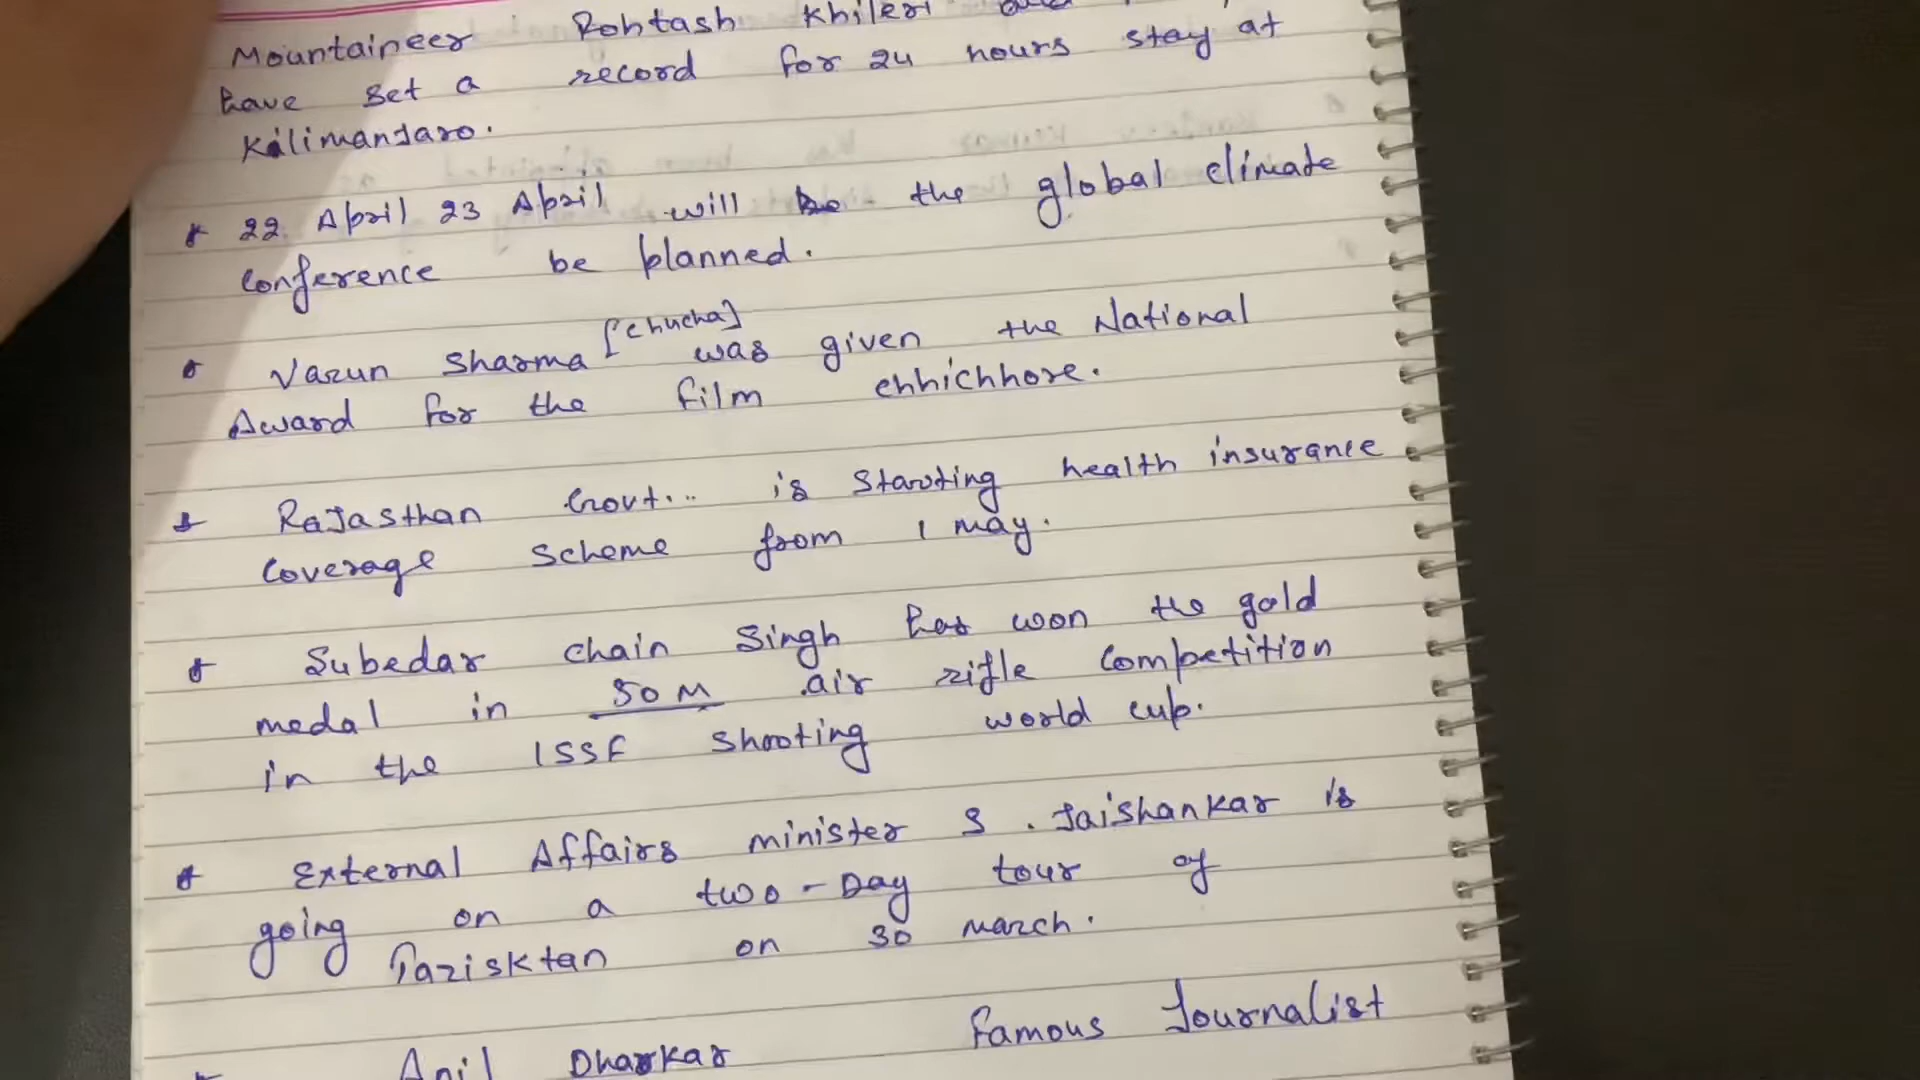 Mountaineer Rohtash Khileri
have set a record for 24 hours stay at
Kilimanjaro.
* 22 April 23 April will the global climate
conference be planned.
* Varun Sharma [chucha] was given the National
Award for the film chhichhore.
* Rajasthan Govt... is starting health insurance
coverage scheme from 1 may.
* Subedar chain Singh has won the gold
medal in 50 M air rifle competition
in the ISSF shooting world cup.
* External Affairs minister S. Jaishankar is
going on a two-Day tour of
Tazisktan on 30 march.
* Anil Dharkar famous Journalist